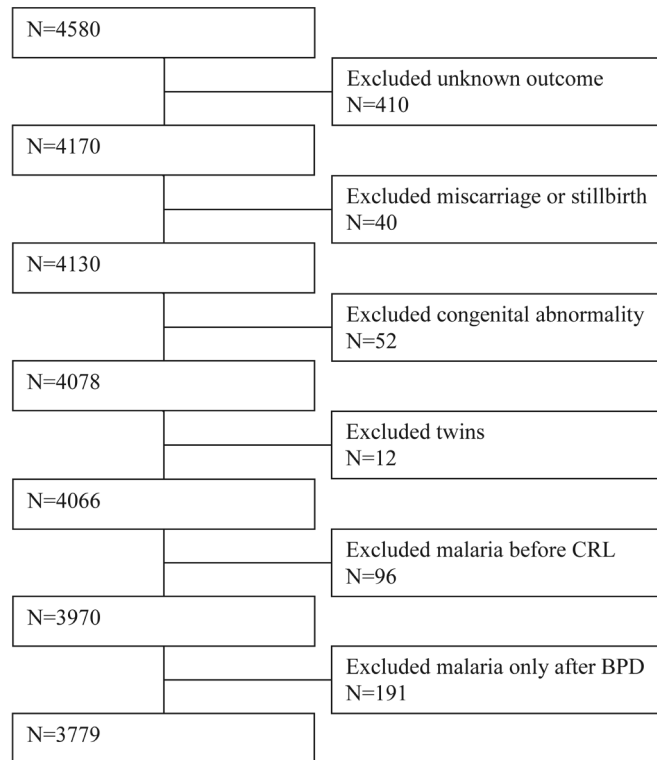 N=4580
Excluded unknown outcome
N=410
N=4170
Excluded miscarriage or stillbirth
N=40
N=4130
Excluded congenital abnormality
N=52
N=4078
Excluded twins
N=12
N=4066
Excluded malaria before CRL
N=96
N=3970
Excluded malaria only after BPD
N=191
N=3779